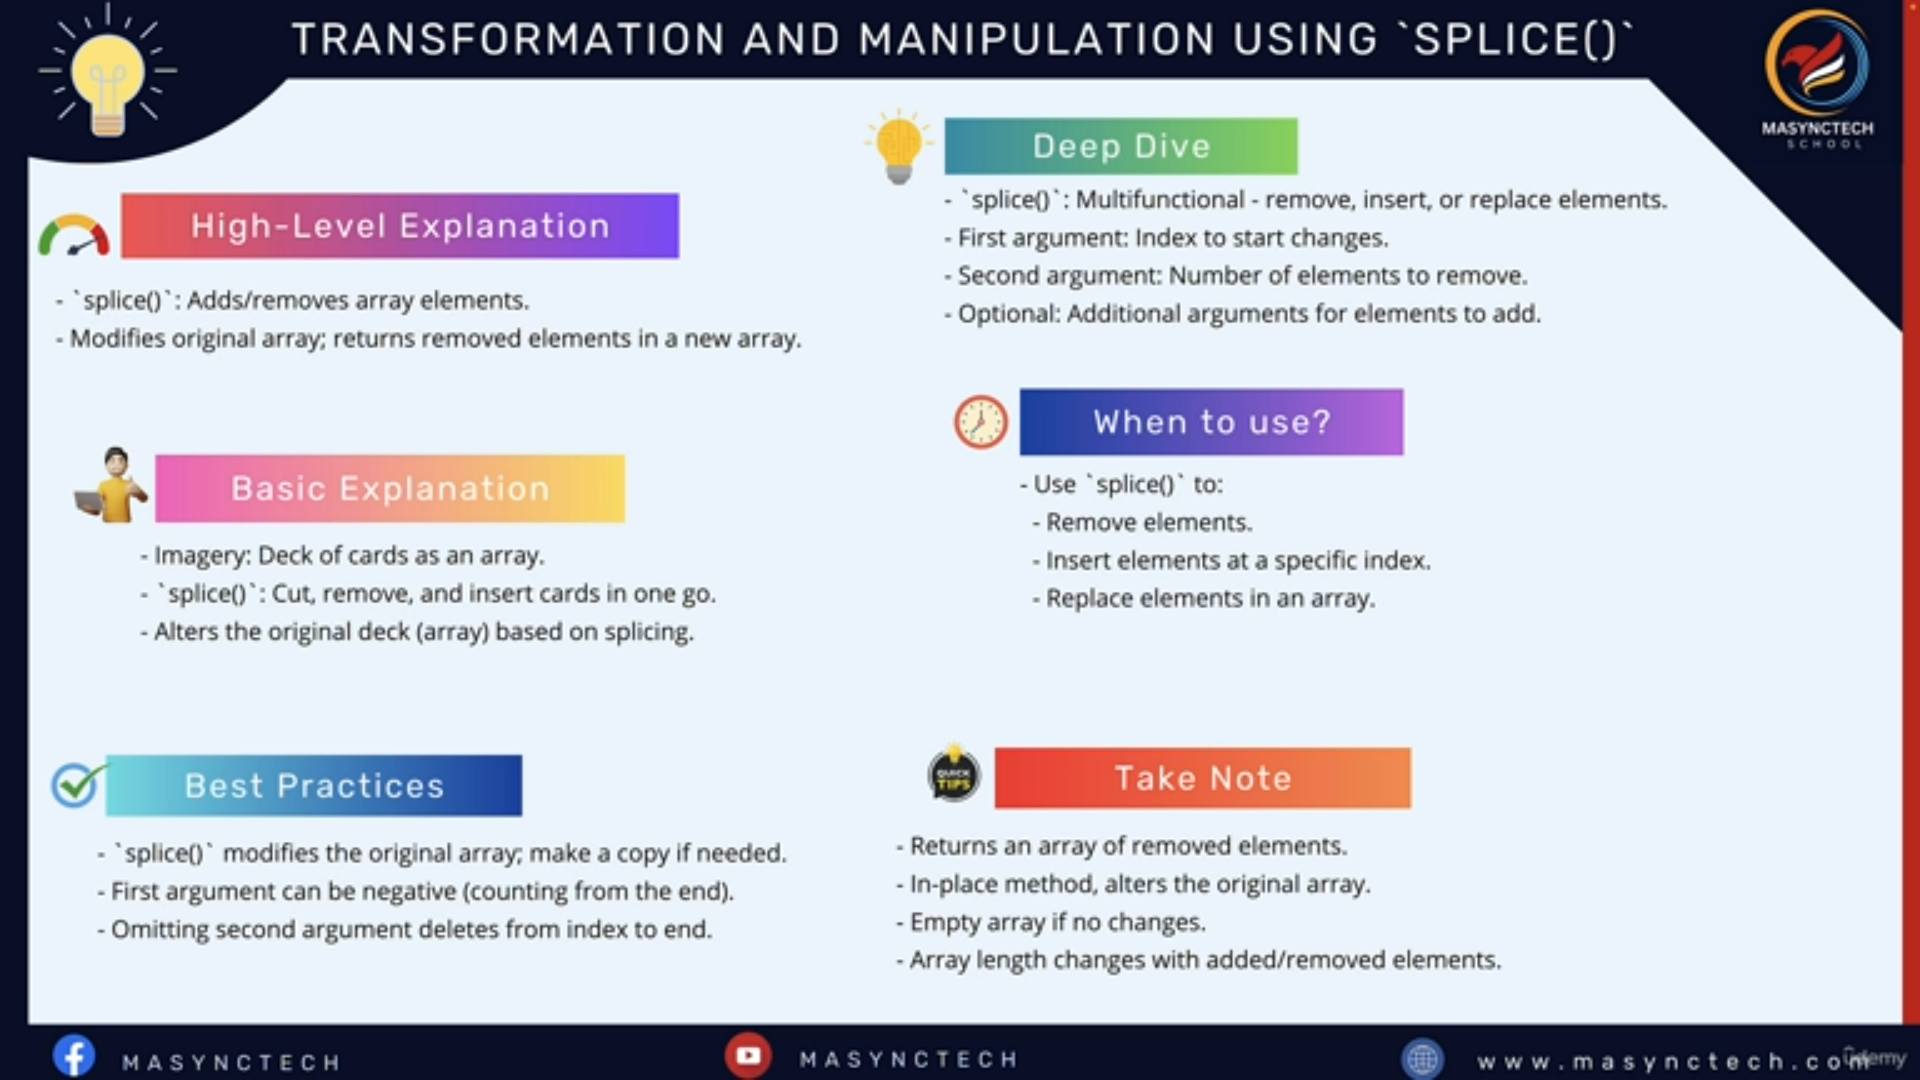 TRANSFORMATION AND MANIPULATION USING `SPLICE()`
MASYNCTECH
SCHOOL
High-Level Explanation
- `splice()`: Adds/removes array elements.
- Modifies original array; returns removed elements in a new array.
Basic Explanation
- Imagery: Deck of cards as an array.
- `splice()`: Cut, remove, and insert cards in one go.
- Alters the original deck (array) based on splicing.
Best Practices
- `splice()` modifies the original array; make a copy if needed.
- First argument can be negative (counting from the end).
- Omitting second argument deletes from index to end.
Deep Dive
- `splice()`: Multifunctional - remove, insert, or replace elements.
- First argument: Index to start changes.
- Second argument: Number of elements to remove.
- Optional: Additional arguments for elements to add.
When to use?
- Use `splice()` to:
- Remove elements.
- Insert elements at a specific index.
- Replace elements in an array.
QUICK
TIPS
Take Note
- Returns an array of removed elements.
- In-place method, alters the original array.
- Empty array if no changes.
- Array length changes with added/removed elements.
MASYNCTECH
MASYNCTECH
www.masynctech.com
ûdemy